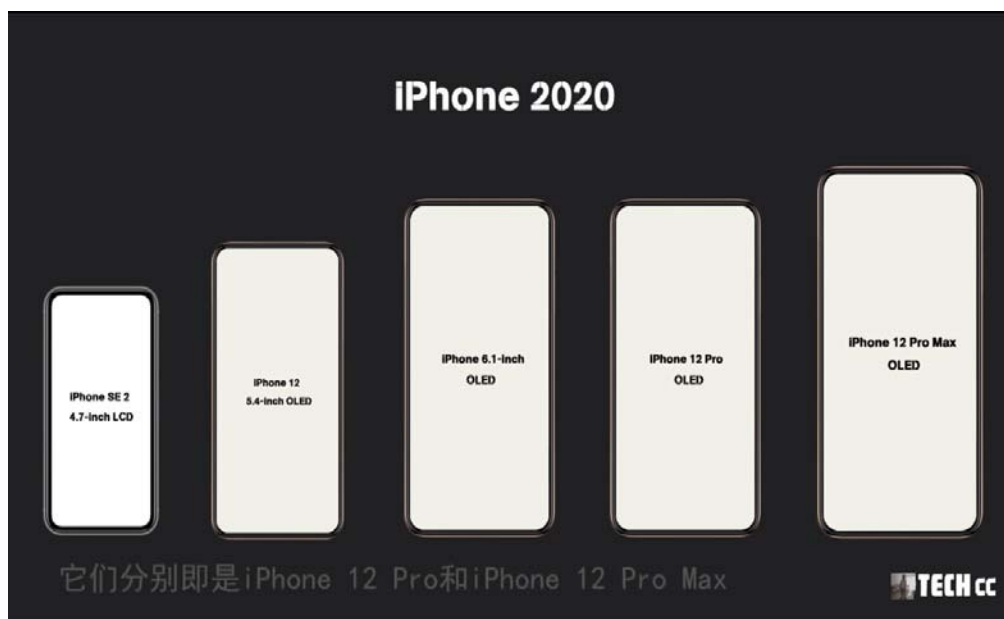 iPhone 2020
iPhone SE 2
4.7-inch LCD
iPhone 12
5.4-inch OLED
iPhone 6.1-inch
OLED
iPhone 12 Pro
OLED
iPhone 12 Pro Max
OLED
它们分别即是iPhone 12 Pro和iPhone 12 Pro Max
TECH cc